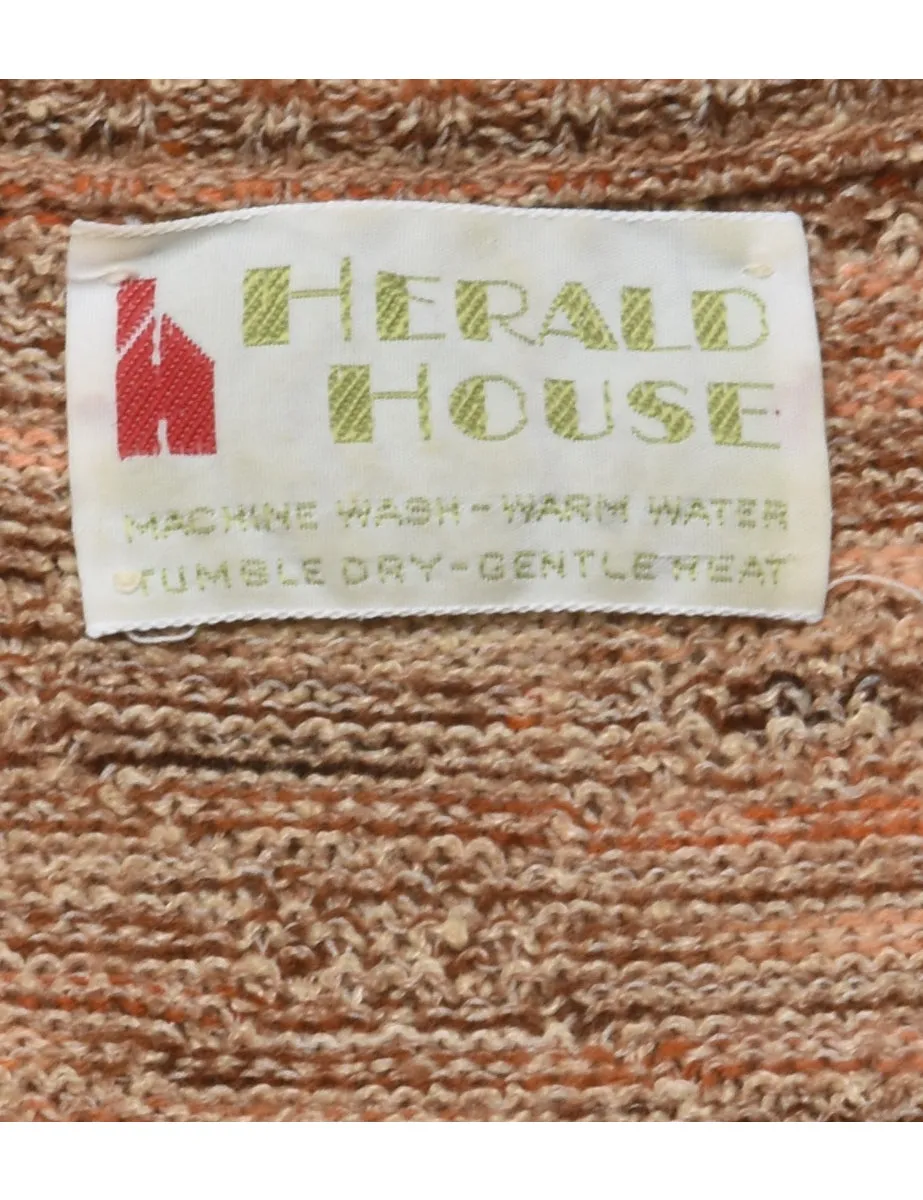 HERALD
HOUSE
MACHINE WASH-WARM WATER
TUMBLE DRY-GENTLE HEAT